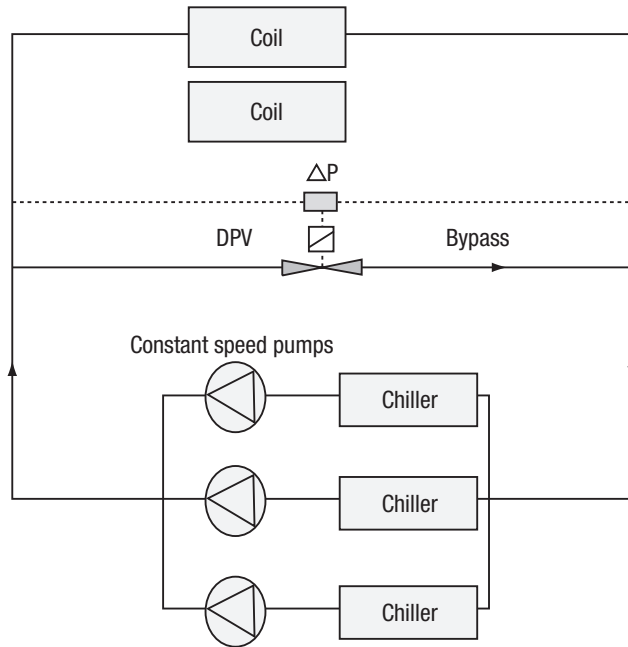 Coil
Coil
△P
DPV
Bypass
Constant speed pumps
Chiller
Chiller
Chiller